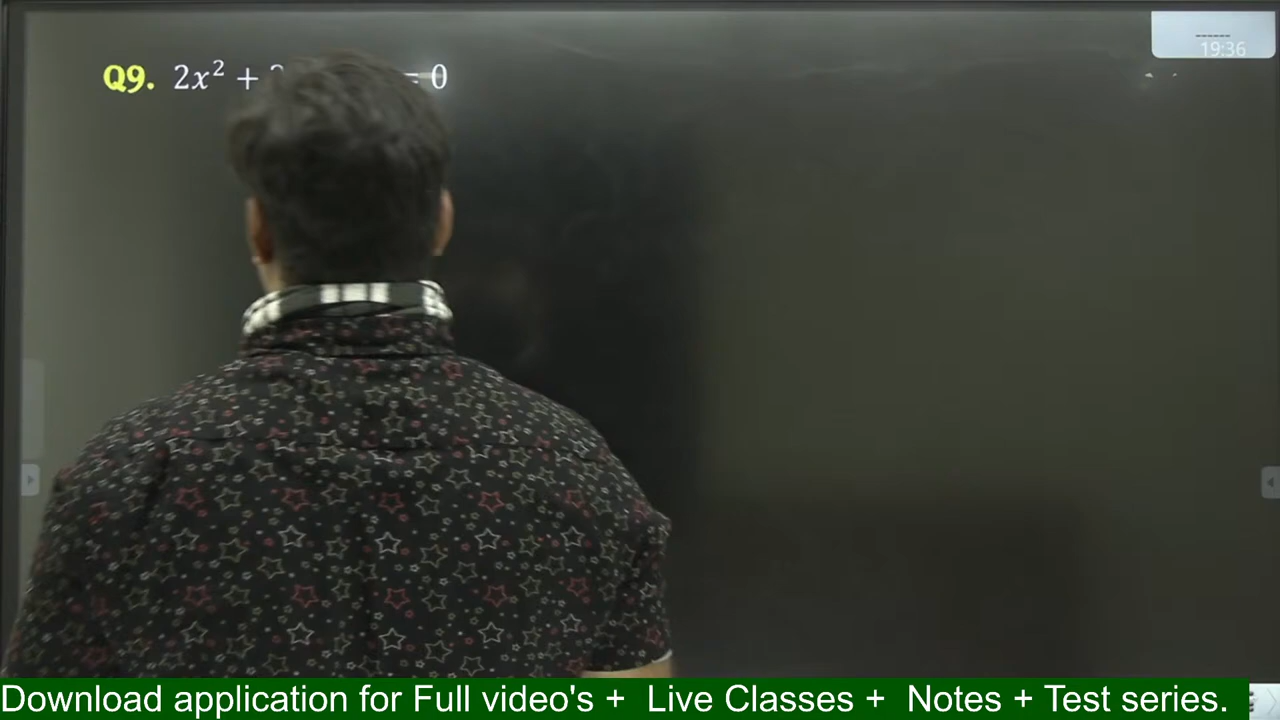 19:36
Q9. 2x² + = 0
Download application for Full video's + Live Classes + Notes + Test series.